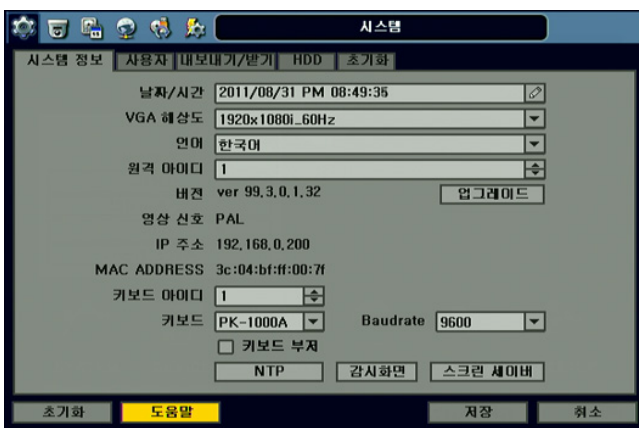 시스템
시스템 정보 사용자 내보내기/받기 HDD 초기화
날짜/시간 2011/08/31 PM 08:49:35
VGA 해상도 1920x1080i_60Hz
언어 한국어
원격 아이디 1
버젼 ver 99.3.0.1.32 업그레이드
영상 신호 PAL
IP 주소 192.168.0.200
MAC ADDRESS 3c:04:bf:ff:00:7f
키보드 아이디 1
키보드 PK-1000A Baudrate 9600
키보드 부저
NTP 감시화면 스크린 세이버
초기화 도움말 저장 취소